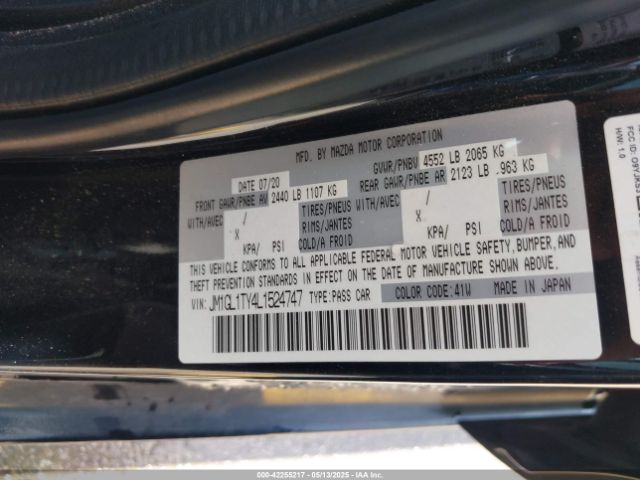 MFD. BY MAZDA MOTOR CORPORATION
DATE 07/20 GVWR/PNBV 4552 LB 2065 KG
FRONT GAWR/PNBE AV 2440 LB 1107 KG REAR GAWR/PNBE AR 2123 LB .963 KG
WITH/AVEC / TIRES/PNEUS WITH/AVEC / TIRES/PNEUS
X RIMS/JANTES X RIMS/JANTES
KPA/ PSI COLD/A FROID KPA/ PSI COLD/A FROID
THIS VEHICLE CONFORMS TO ALL APPLICABLE FEDERAL MOTOR VEHICLE SAFETY, BUMPER, AND
THEFT PREVENTION STANDARDS IN EFFECT ON THE DATE OF MANUFACTURE SHOWN ABOVE.
VIN: JM1GL1TY4L1524747 TYPE: PASS CAR COLOR CODE: 41W MADE IN JAPAN
H/W: 1.0
000-42255217 - 05/13/2025 - IAA Inc. Copyright